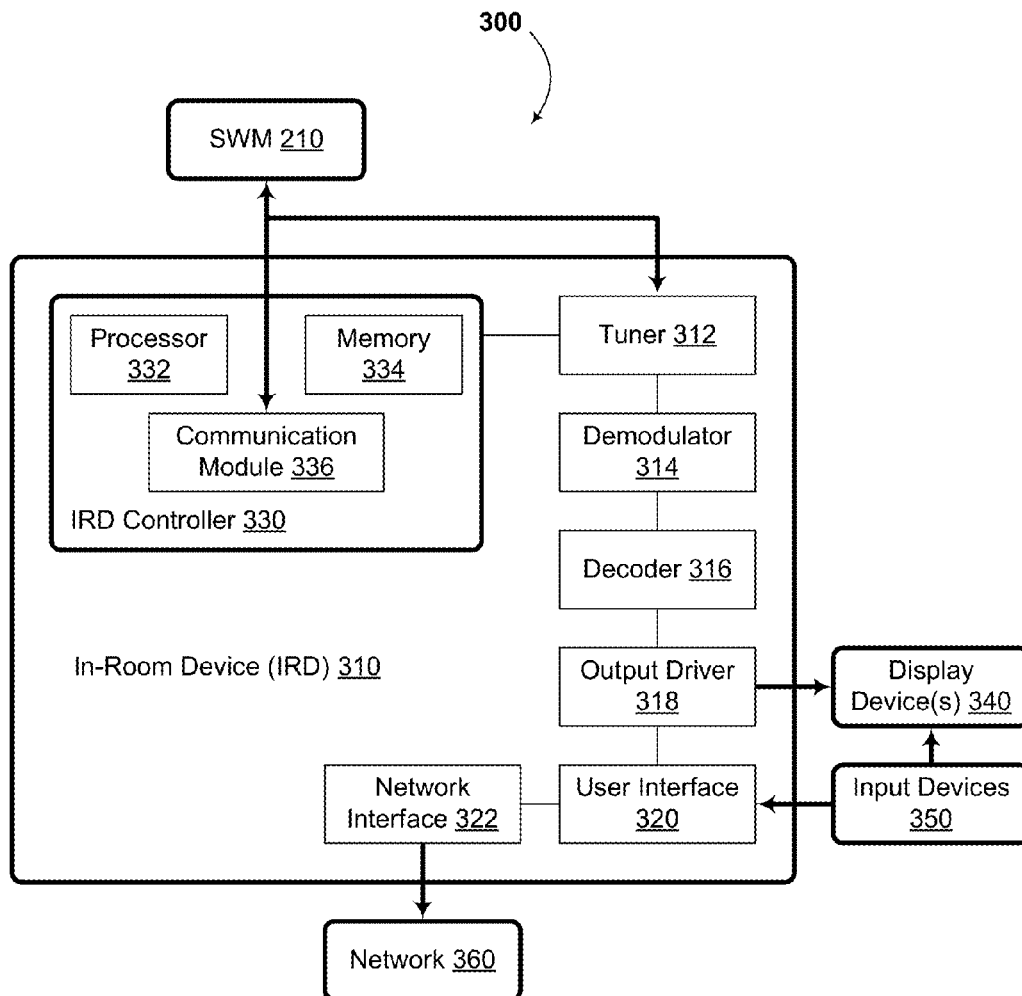 300
SWM 210
Processor
332
Memory
334
Communication
Module 336
IRD Controller 330
Tuner 312
Demodulator
314
Decoder 316
In-Room Device (IRD) 310
Output Driver
318
Display
Device(s) 340
Network
Interface 322
User Interface
320
Input Devices
350
Network 360